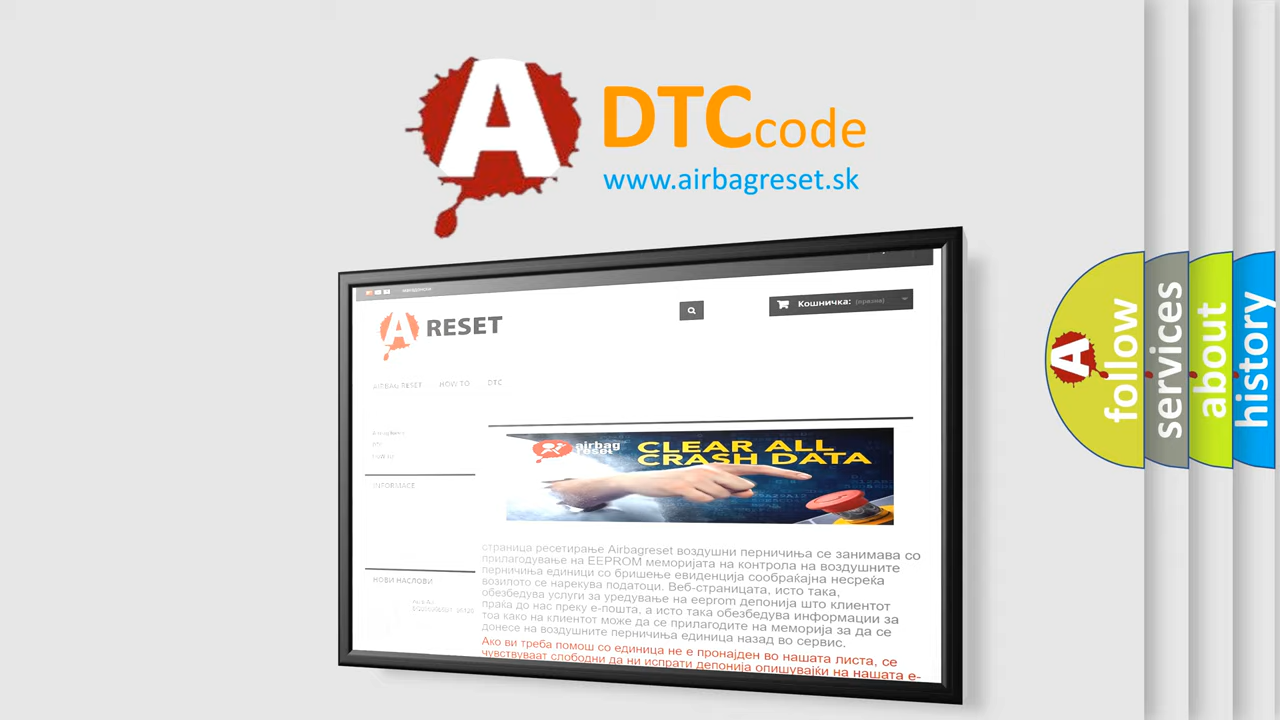 A
DTCcode
www.airbagreset.sk
Кошничка: (празна)
A RESET
AIRBAG RESET HOW TO DTC
airbag
reset
CLEAR ALL
CRASH DATA
INFORMACE
НОВИ НАСЛОВИ
страница ресетирање Airbagreset воздушни перничиња се занимава со
прилагодување на EEPROM меморијата на контрола на воздушните
перничиња единици со бришење евиденција сообраќајна несреќа
возилото се нарекува податоци. Веб-страницата, исто така,
обезбедува услуги за уредување на eeprom депонија што клиентот
праќа до нас преку е-пошта, а исто така обезбедува информации за
тоа како на клиентот може да се прилагодите на меморија за да се
донесе на воздушните перничиња единица назад во сервис.
Ако ви треба помош со единица не е пронајден во нашата листа, се
чувствуваат слободни да ни испрати депонија опишувајќи на нашата е-
A
follow
services
about
history